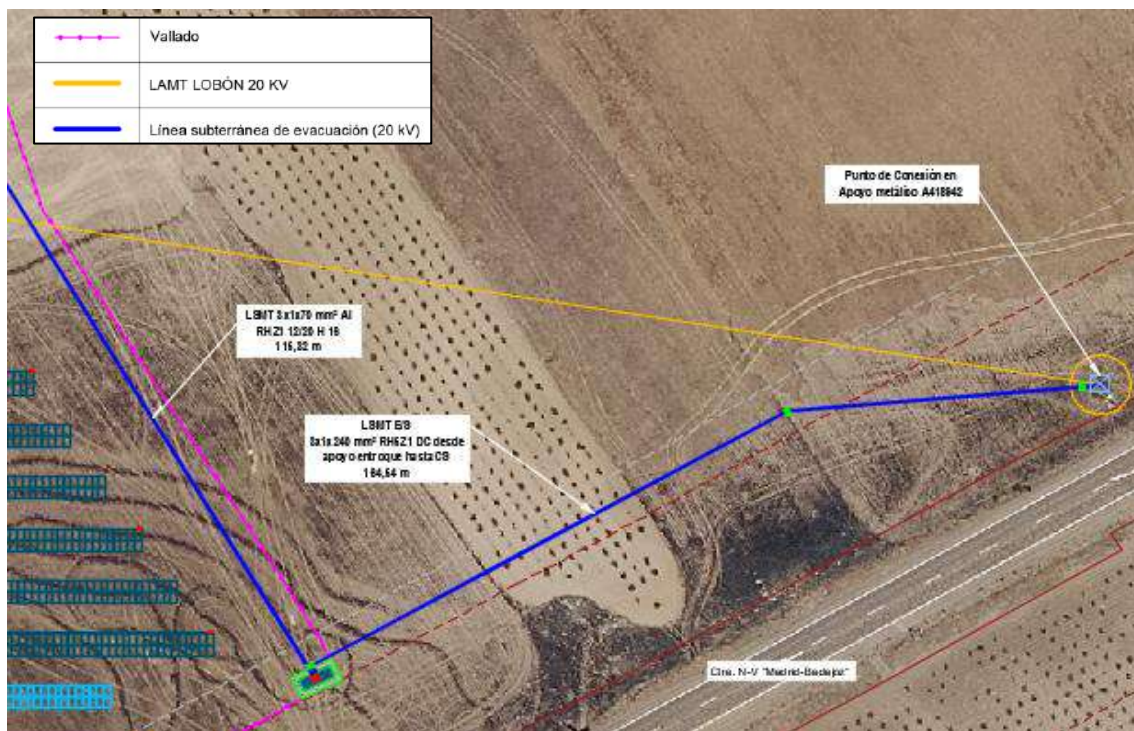 Vallado
LAMT LOBÓN 20 KV
Línea subterránea de evacuación (20 kV)
Punto de Conexión en
Apoyo metálico A418942
LSMT 3x1x70 mm² Al
RHZ1 12/20 H 16
115,32 m
LSMT E/S
3x1x240 mm² RH5Z1 DC desde
apoyo entroque hasta CS
164,54 m
Ctra. N-V "Madrid-Badajoz"